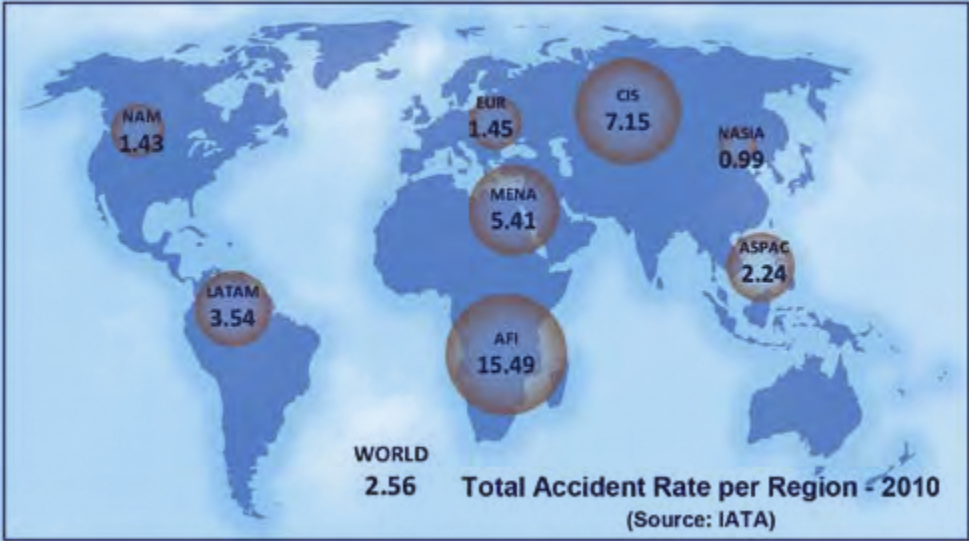 NAM
1.43
EUR
1.45
CIS
7.15
NASIA
0.99
MENA
5.41
ASPAC
2.24
LATAM
3.54
AFI
15.49
WORLD
2.56
Total Accident Rate per Region - 2010
(Source: IATA)